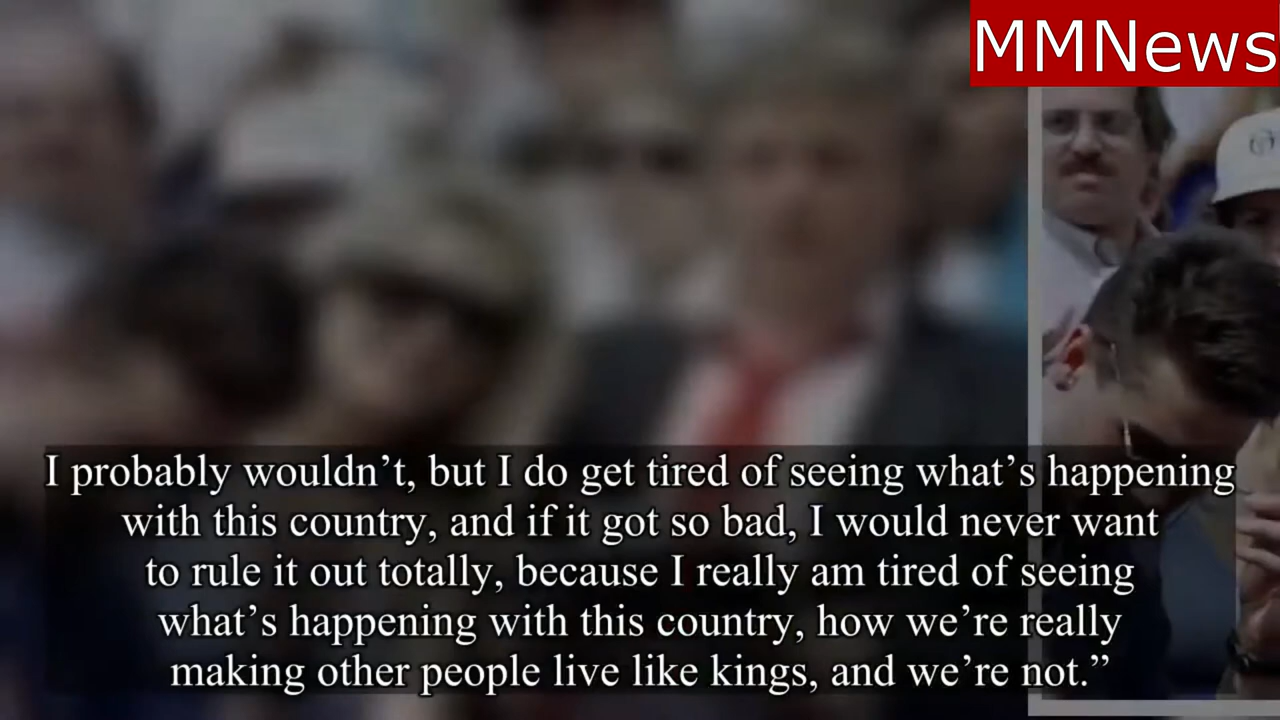 MMNews
I probably wouldn’t, but I do get tired of seeing what’s happening
with this country, and if it got so bad, I would never want
to rule it out totally, because I really am tired of seeing
what’s happening with this country, how we’re really
making other people live like kings, and we’re not.”